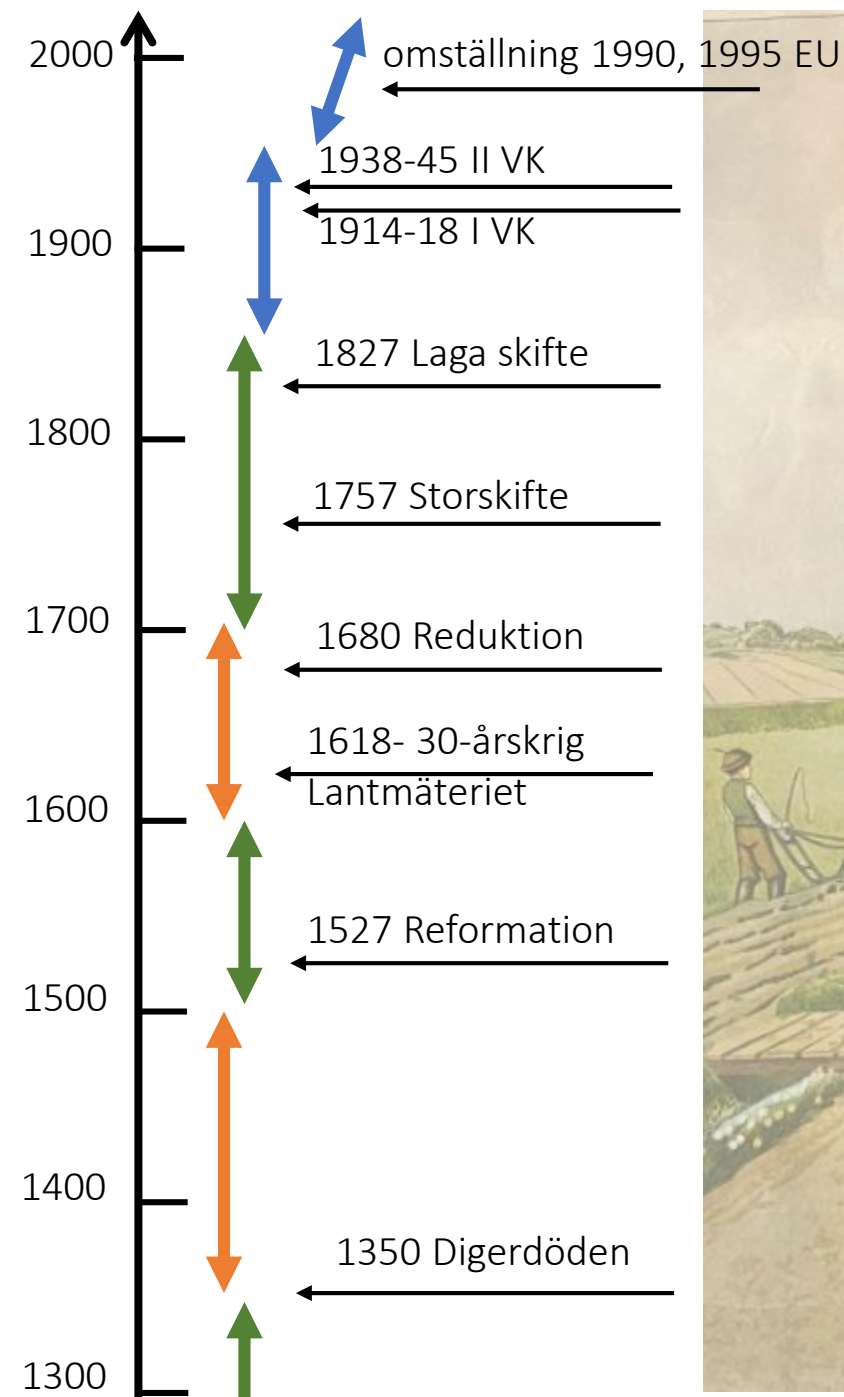 2000
omställning 1990, 1995 EU
1938-45 II VK
1914-18 I VK
1900
1827 Laga skifte
1800
1757 Storskifte
1700
1680 Reduktion
1618- 30-årskrig
Lantmäteriet
1600
1527 Reformation
1500
1400
1350 Digerdöden
1300